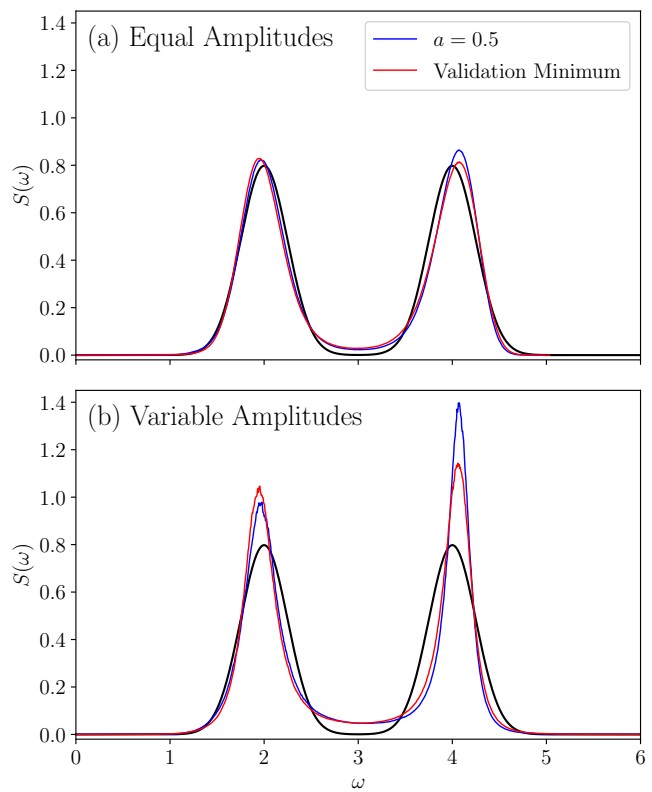 (a) Equal Amplitudes
a = 0.5
Validation Minimum
1.4
1.2
1.0
0.8
0.6
0.4
0.2
0.0
S(ω)
(b) Variable Amplitudes
1.4
1.2
1.0
0.8
0.6
0.4
0.2
0.0
S(ω)
0 1 2 3 4 5 6
ω